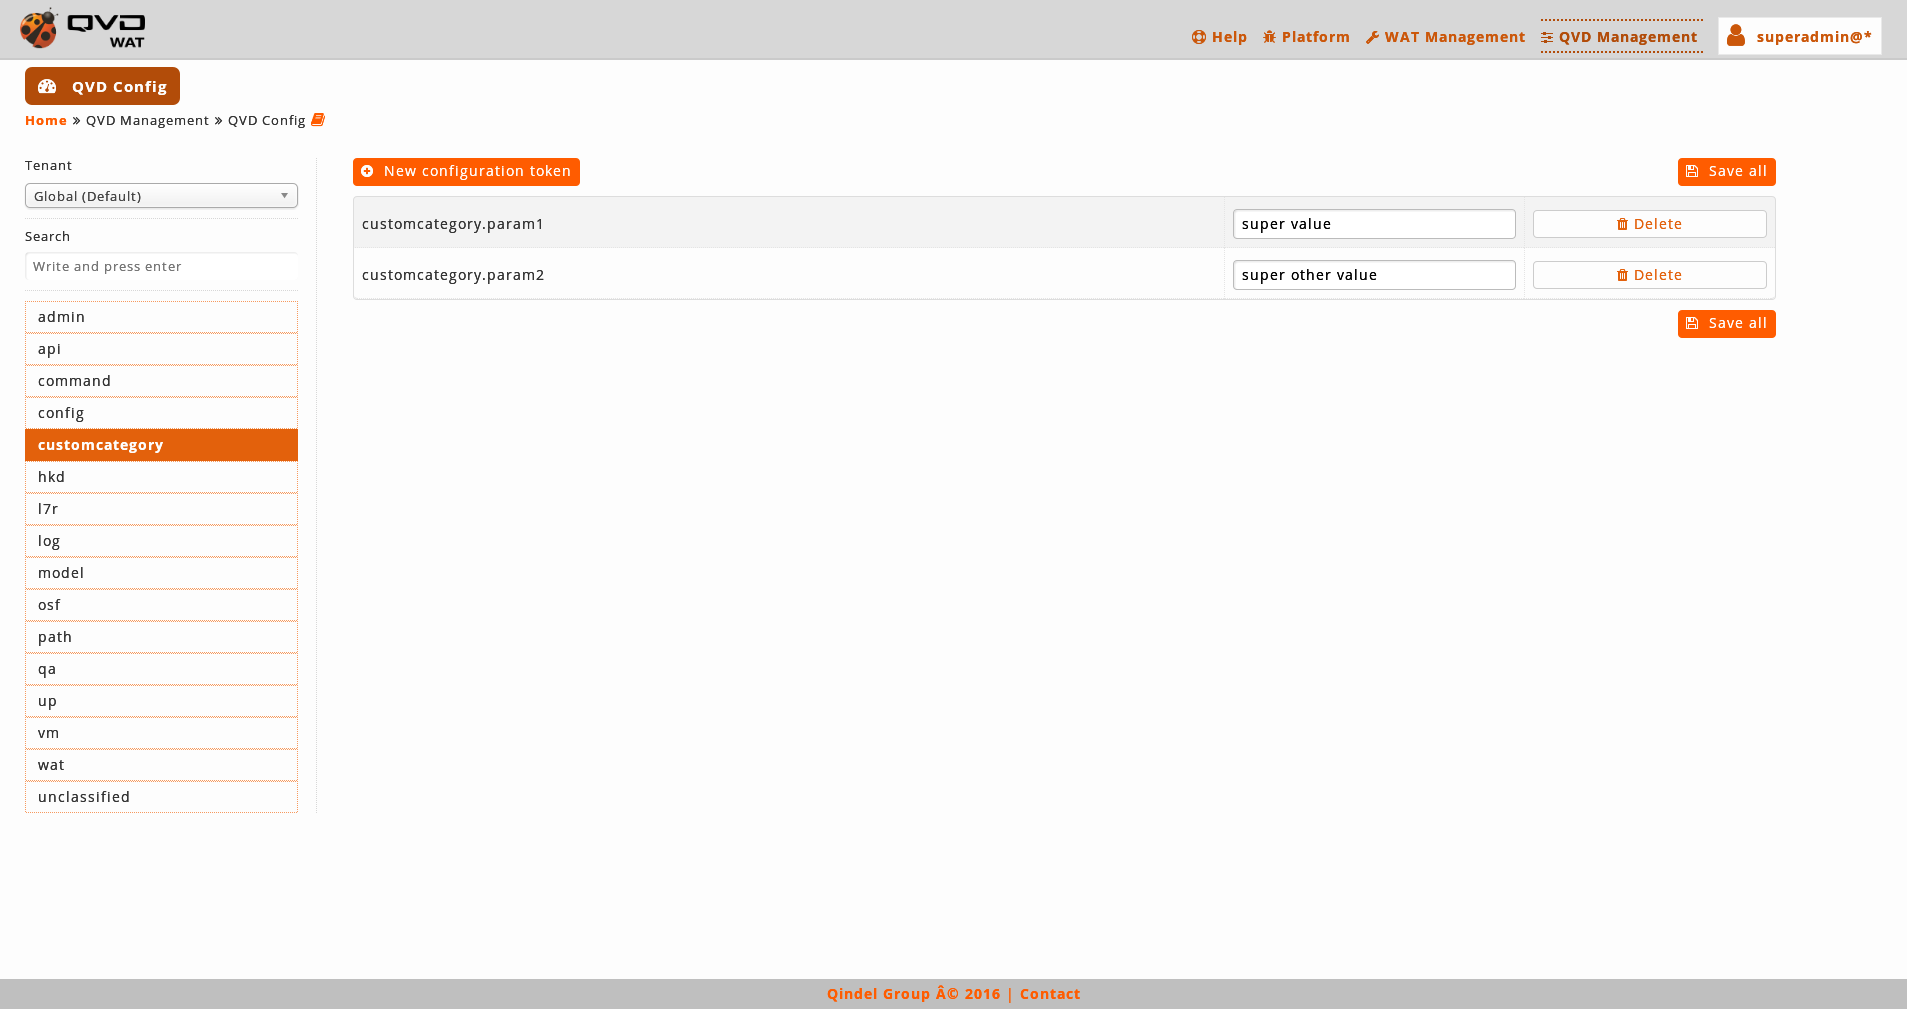 QVD
WAT
Help Platform WAT Management QVD Management superadmin@*
QVD Config
Home » QVD Management » QVD Config
Tenant
Global (Default)
Search
Write and press enter
admin
api
command
config
customcategory
hkd
l7r
log
model
osf
path
qa
up
vm
wat
unclassified
New configuration token Save all
customcategory.param1 super value Delete
customcategory.param2 super other value Delete
Save all
Qindel Group Â© 2016 | Contact